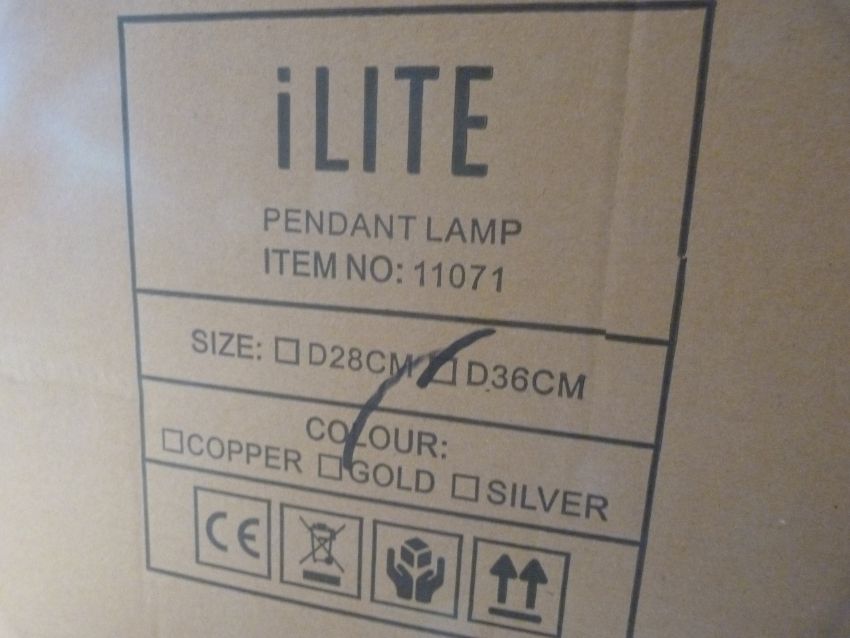 iLITE
PENDANT LAMP
ITEM NO: 11071
SIZE: ☐ D28CM ☐ D36CM
COLOUR:
☐ COPPER ☐ GOLD ☐ SILVER
CE